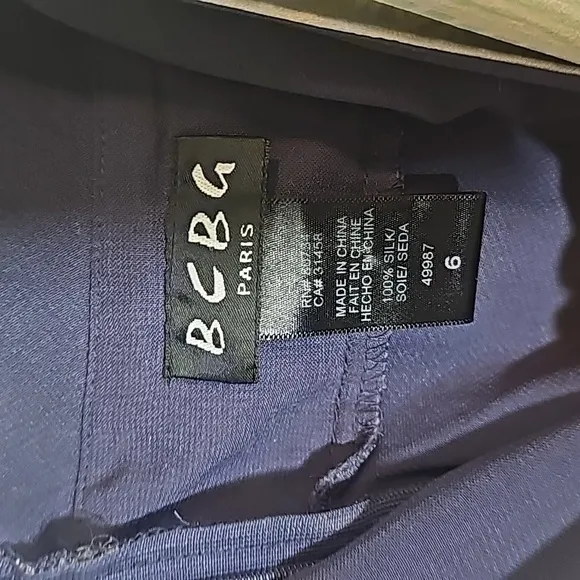 BCBG
PARIS
RN#
CA# 31458
MADE IN CHINA
FAIT EN CHINE
HECHO EN CHINA
100% SILK/
SOIE/ SEDA
49987
6